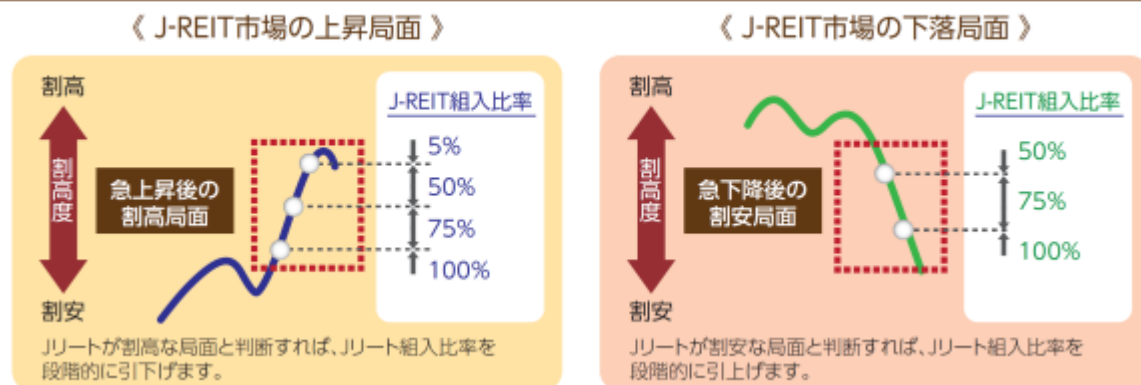 《 J-REIT市場の上昇局面 》
割高
割高度
割安
急上昇後の
割高局面
J-REIT組入比率
5%
50%
75%
100%
Jリートが割高な局面と判断すれば、Jリート組入比率を
段階的に引下げます。
《 J-REIT市場の下落局面 》
割高
割高度
割安
急下降後の
割安局面
J-REIT組入比率
50%
75%
100%
Jリートが割安な局面と判断すれば、Jリート組入比率を
段階的に引上げます。